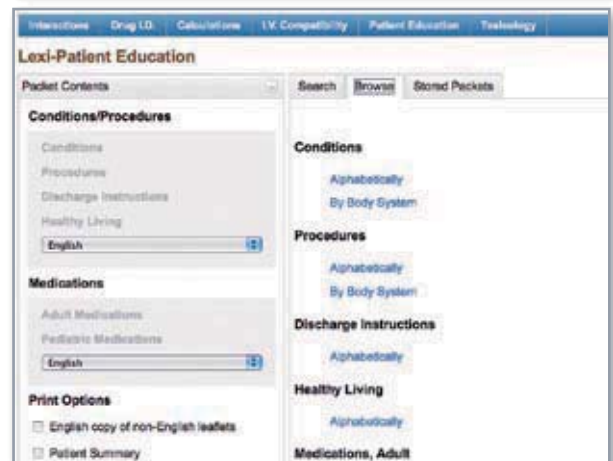 Interactions Drug I.D. Calculations I.V. Compatibility Patient Education Toxicology
Lexi-Patient Education
Packet Contents
Conditions/Procedures
Conditions
Procedures
Discharge Instructions
Healthy Living
English
Medications
Adult Medications
Pediatric Medications
English
Print Options
English copy of non-English leaflets
Patient Summary
Search Browse Stored Packets
Conditions
Alphabetically
By Body System
Procedures
Alphabetically
By Body System
Discharge Instructions
Alphabetically
Healthy Living
Alphabetically
Medications, Adult